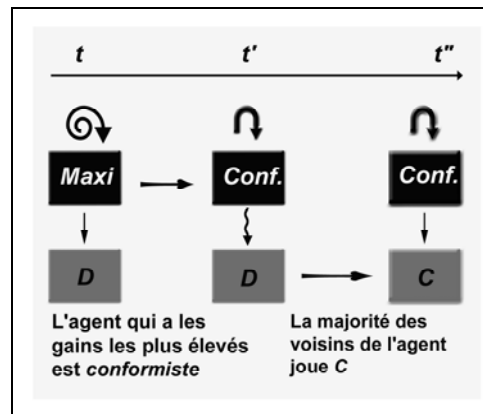 t t' t"
Maxi Conf. Conf.
D D C
L'agent qui a les
gains les plus élevés
est conformiste
La majorité des
voisins de l'agent
joue C